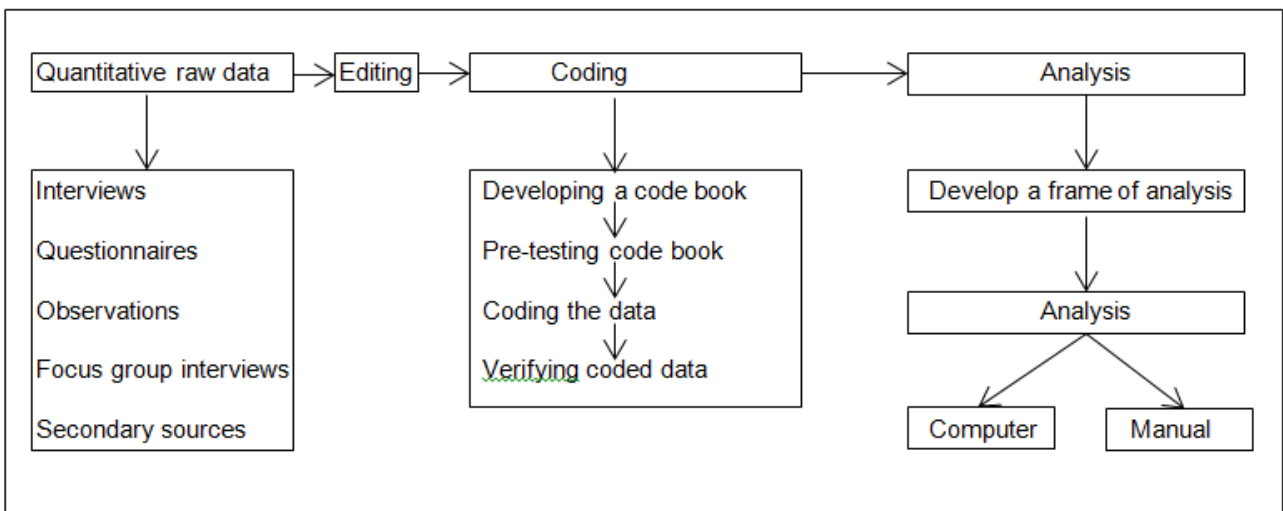 Quantitative raw data
Editing
Coding
Analysis
Interviews
Questionnaires
Observations
Focus group interviews
Secondary sources
Developing a code book
Pre-testing code book
Coding the data
Verifying coded data
Develop a frame of analysis
Analysis
Computer
Manual